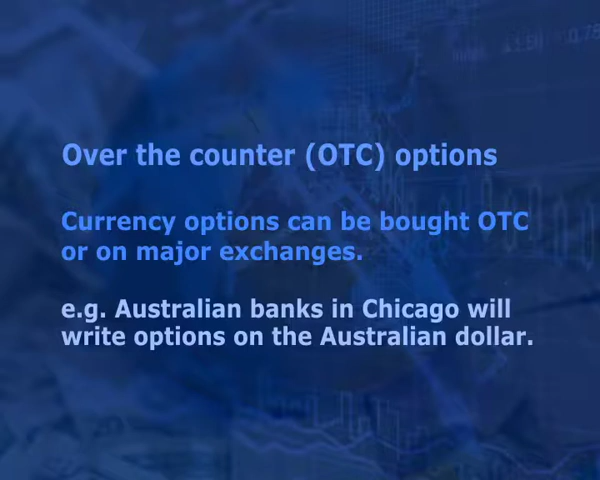 Over the counter (OTC) options
Currency options can be bought OTC
or on major exchanges.
e.g. Australian banks in Chicago will
write options on the Australian dollar.